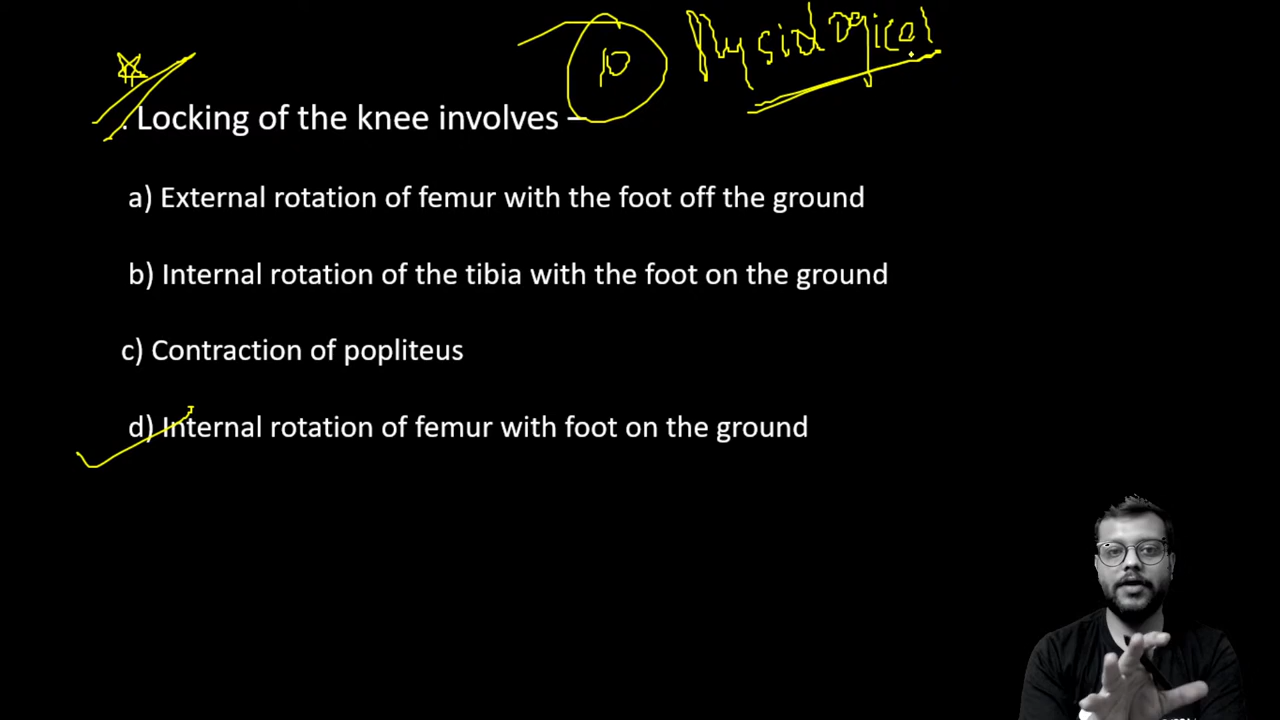 10 Physiological
. Locking of the knee involves –
a) External rotation of femur with the foot off the ground
b) Internal rotation of the tibia with the foot on the ground
c) Contraction of popliteus
d) Internal rotation of femur with foot on the ground